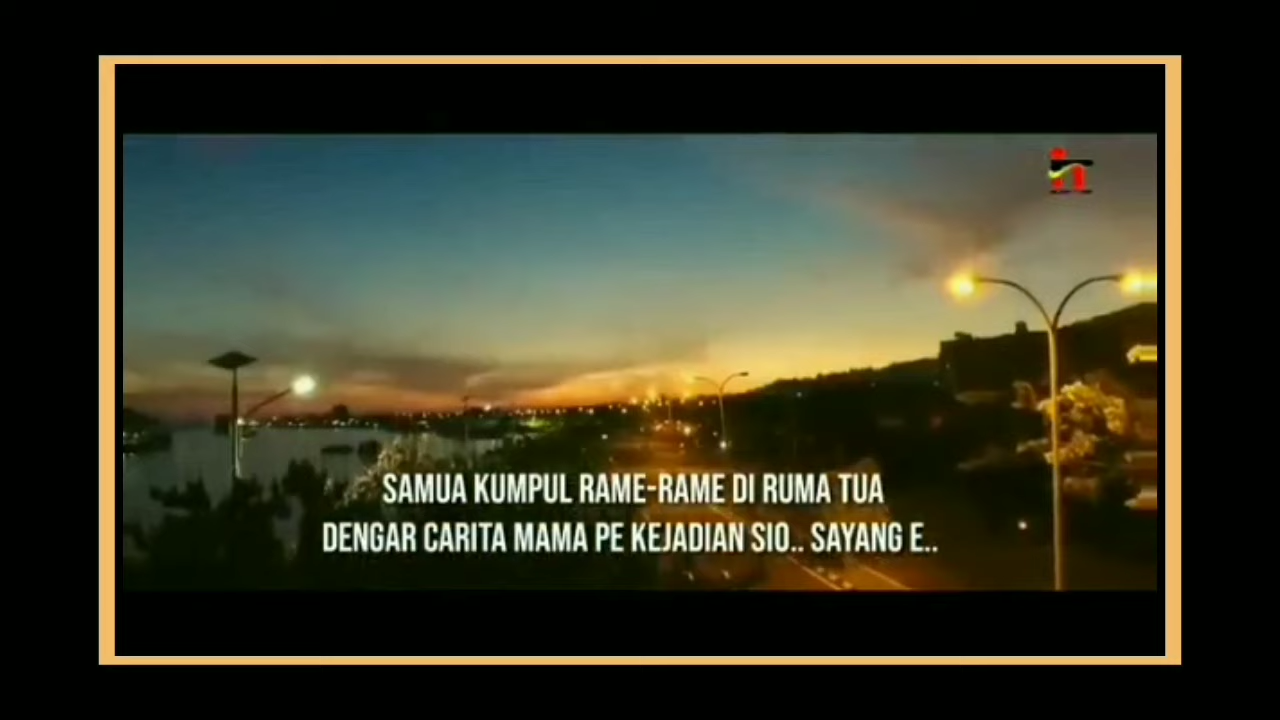 SAMUA KUMPUL RAME-RAME DI RUMA TUA
DENGAR CARITA MAMA PE KEJADIAN SIO.. SAYANG E..